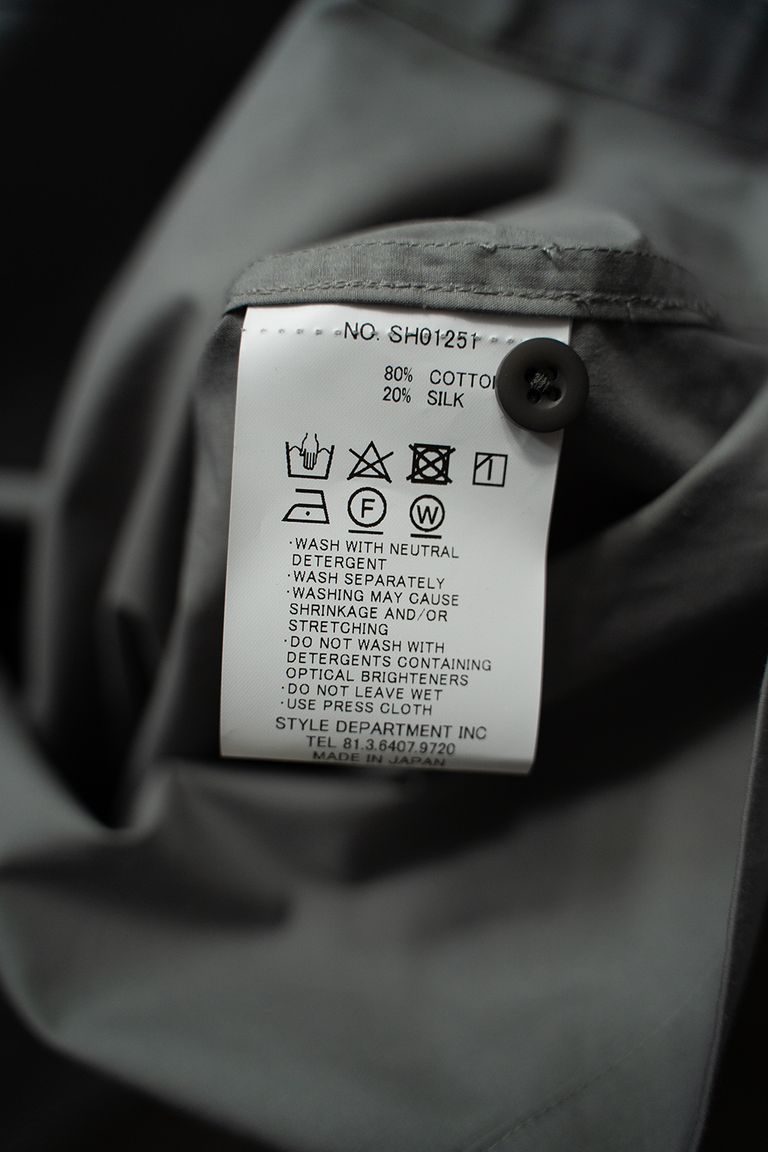 NO. SH01251
80% COTTO
20% SILK
F W
·WASH WITH NEUTRAL
DETERGENT
·WASH SEPARATELY
·WASHING MAY CAUSE
SHRINKAGE AND/OR
STRETCHING
·DO NOT WASH WITH
DETERGENTS CONTAINING
OPTICAL BRIGHTENERS
·DO NOT LEAVE WET
·USE PRESS CLOTH
STYLE DEPARTMENT INC
TEL 81.3.6407.9720
MADE IN JAPAN